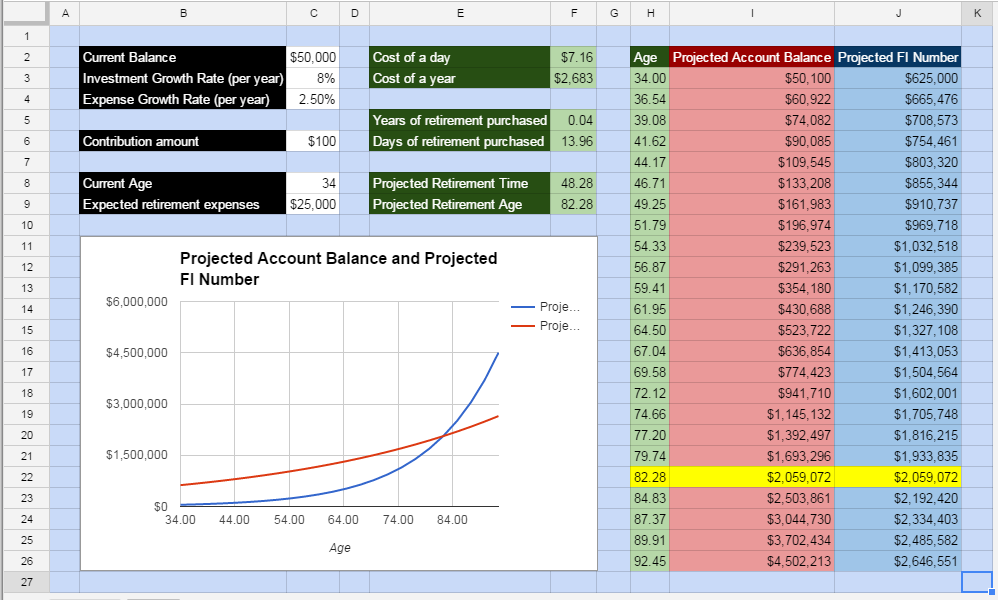 A B C D E F G H I J K
1
2 Current Balance $50,000 Cost of a day $7.16 Age Projected Account Balance Projected FI Number
3 Investment Growth Rate (per year) 8% Cost of a year $2,683 34.00 $50,100 $625,000
4 Expense Growth Rate (per year) 2.50% 36.54 $60,922 $665,476
5 Years of retirement purchased 0.04 39.08 $74,082 $708,573
6 Contribution amount $100 Days of retirement purchased 13.96 41.62 $90,085 $754,461
7 44.17 $109,545 $803,320
8 Current Age 34 Projected Retirement Time 48.28 46.71 $133,208 $855,344
9 Expected retirement expenses $25,000 Projected Retirement Age 82.28 49.25 $161,983 $910,737
10 51.79 $196,974 $969,718
11 54.33 $239,523 $1,032,518
12 56.87 $291,263 $1,099,385
13 59.41 $354,180 $1,170,582
14 61.95 $430,688 $1,246,390
15 64.50 $523,722 $1,327,108
16 67.04 $636,854 $1,413,053
17 69.58 $774,423 $1,504,564
18 72.12 $941,710 $1,602,001
19 74.66 $1,145,132 $1,705,748
20 77.20 $1,392,497 $1,816,215
21 79.74 $1,693,296 $1,933,835
22 82.28 $2,059,072 $2,059,072
23 84.83 $2,503,861 $2,192,420
24 87.37 $3,044,730 $2,334,403
25 89.91 $3,702,434 $2,485,582
26 92.45 $4,502,213 $2,646,551
27
Projected Account Balance and Projected
FI Number
$6,000,000
$4,500,000
$3,000,000
$1,500,000
$0
34.00 44.00 54.00 64.00 74.00 84.00
Age
Proje...
Proje...